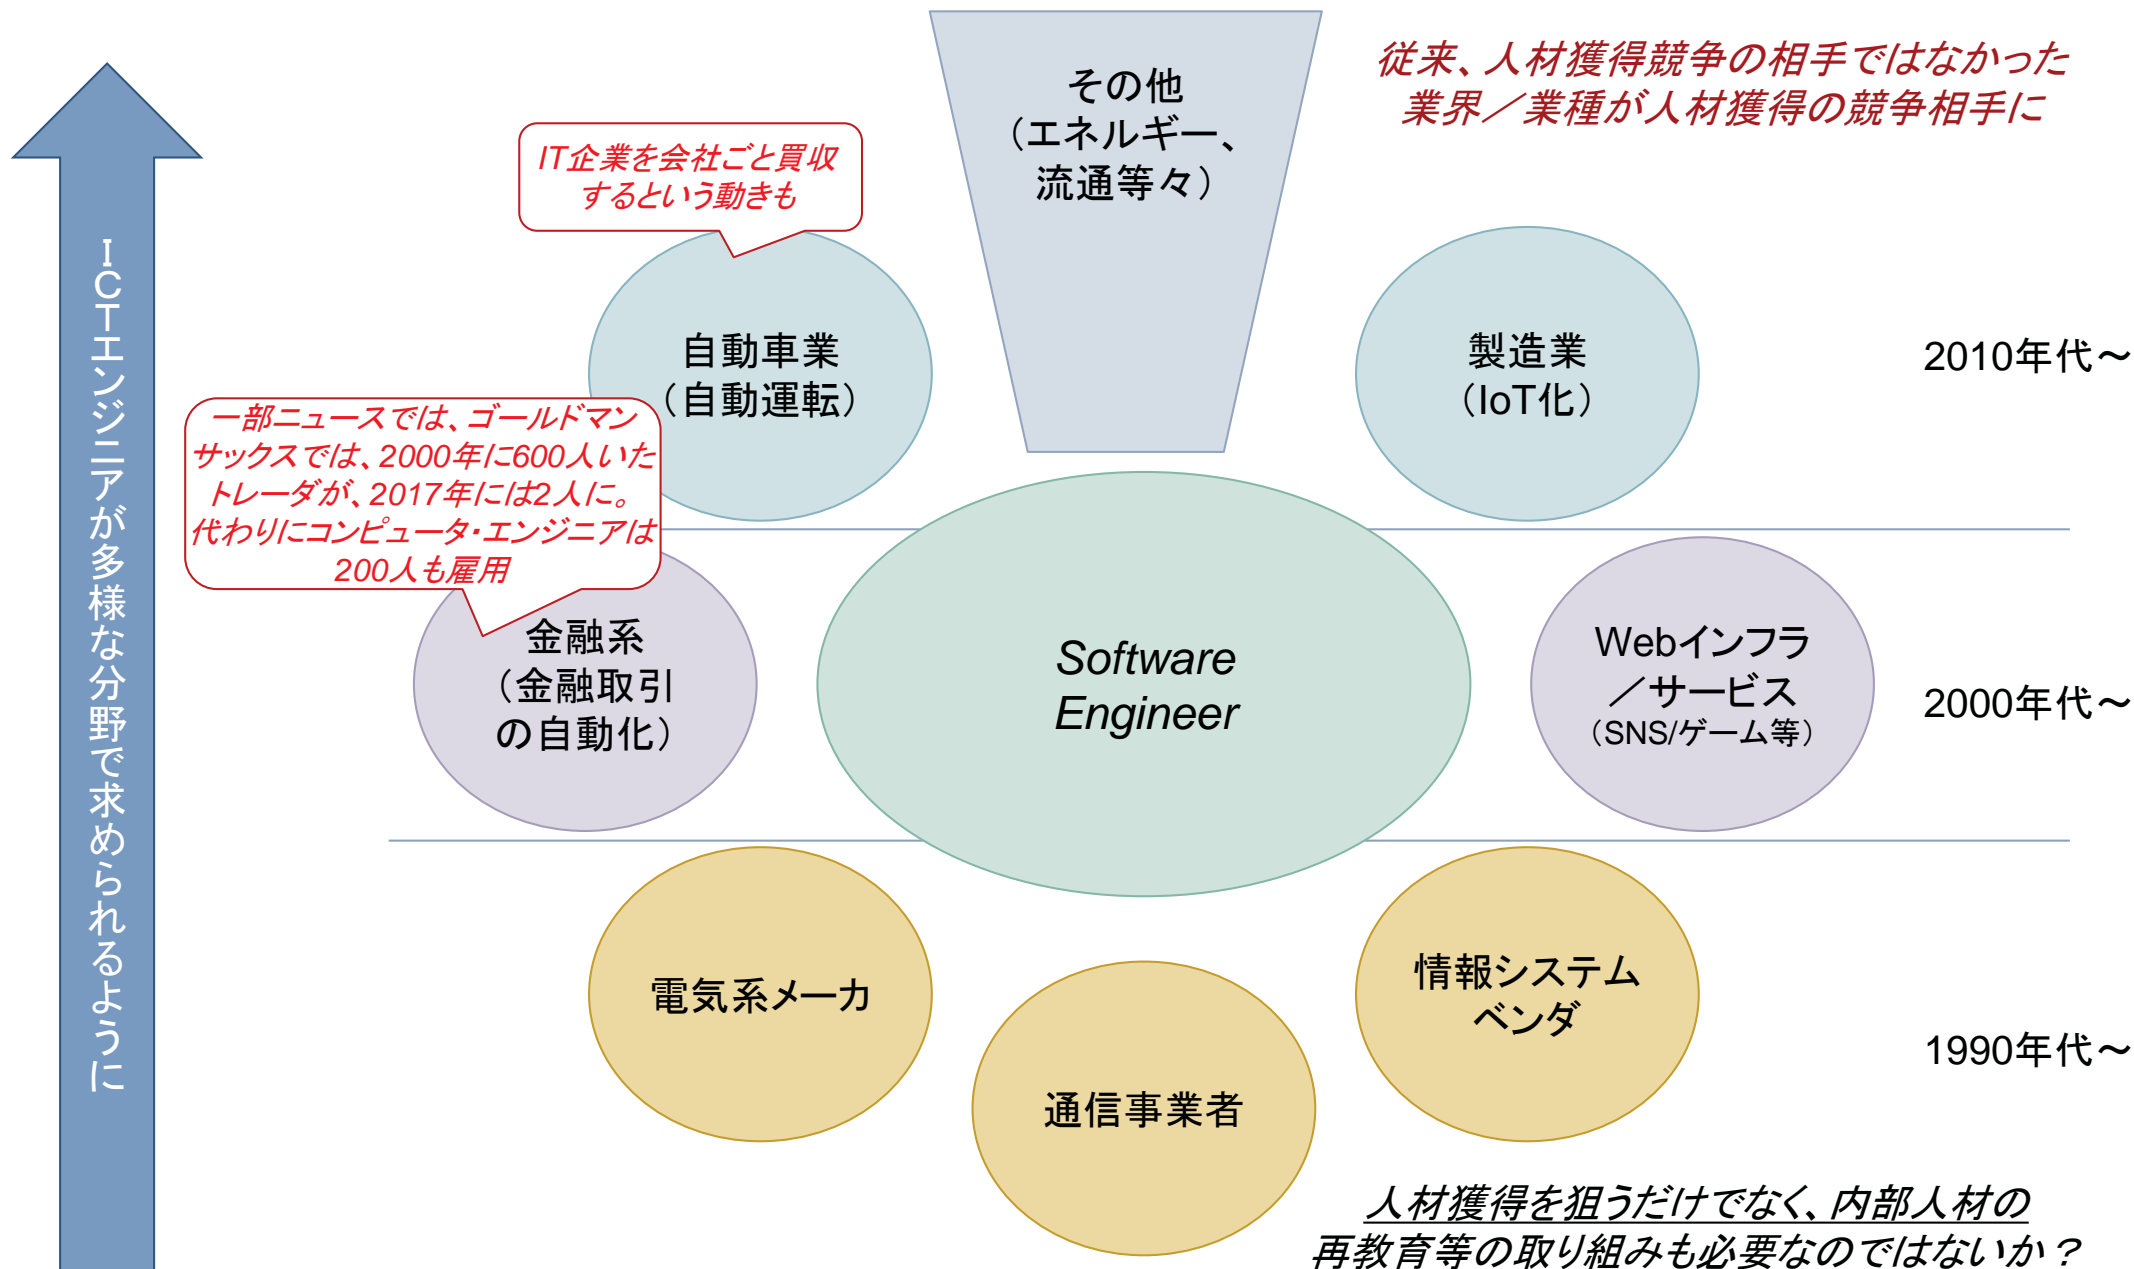 その他
（エネルギー、
流通等々）
従来、人材獲得競争の相手ではなかった
業界／業種が人材獲得の競争相手に
IT企業を会社ごと買収
するという動きも
ICTエンジニアが多様な分野で求められるように
自動車業
（自動運転）
製造業
（IoT化）
2010年代～
一部ニュースでは、ゴールドマン
サックスでは、2000年に600人いた
トレーダが、2017年には2人に。
代わりにコンピュータ・エンジニアは
200人も雇用
金融系
（金融取引
の自動化）
Software
Engineer
Webインフラ
／サービス
（SNS/ゲーム等）
2000年代～
電気系メーカ
通信事業者
情報システム
ベンダ
1990年代～
人材獲得を狙うだけでなく、内部人材の
再教育等の取り組みも必要なのではないか？